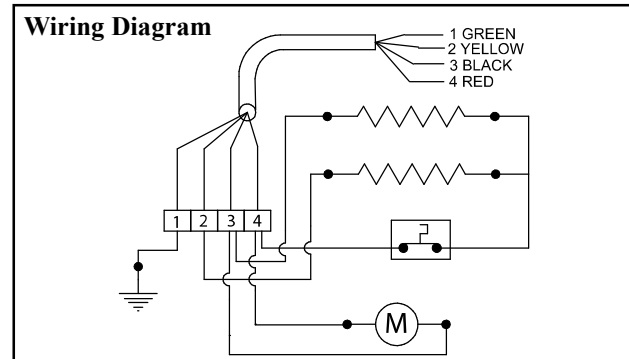 Wiring Diagram
1 GREEN
2 YELLOW
3 BLACK
4 RED
1 2 3 4
M